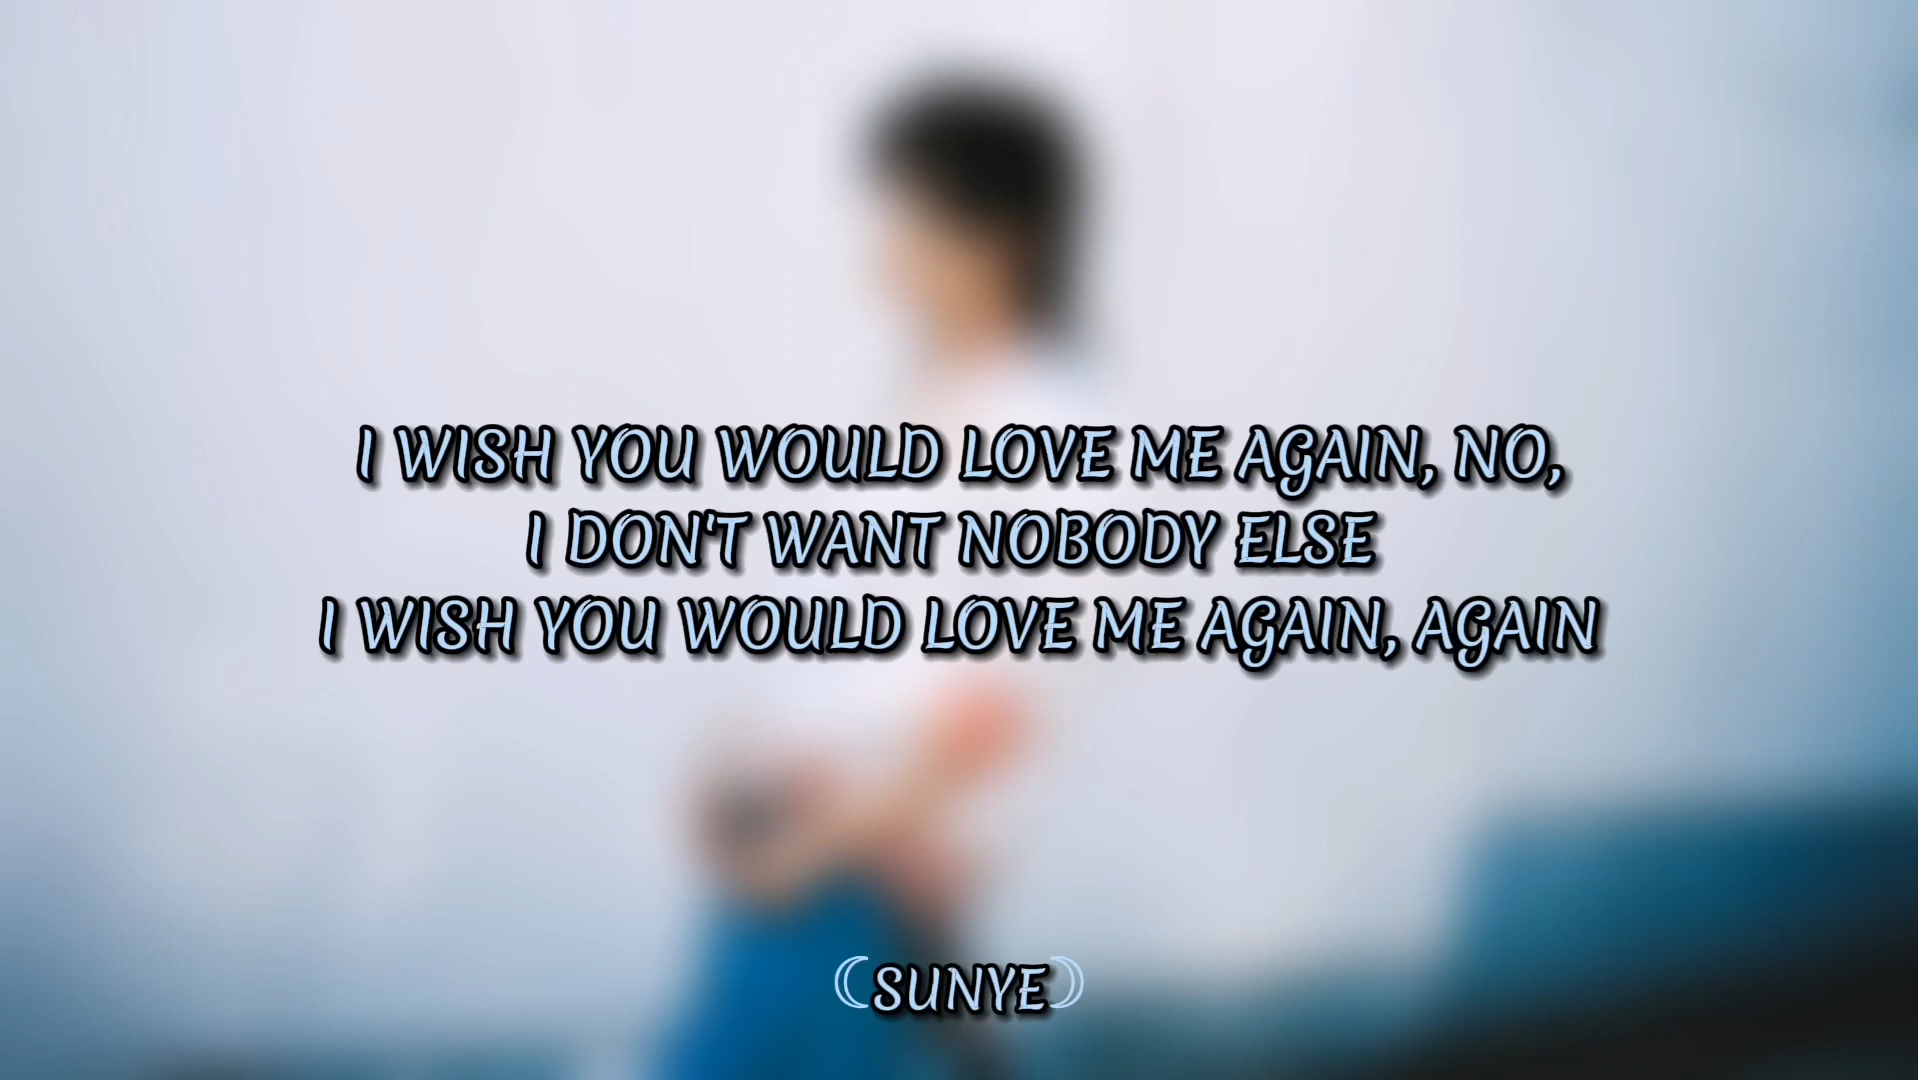 I WISH YOU WOULD LOVE ME AGAIN, NO,
I DON'T WANT NOBODY ELSE
I WISH YOU WOULD LOVE ME AGAIN, AGAIN
☾SUNYE☽